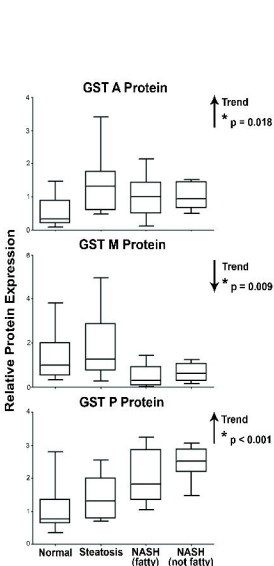 GST A Protein
Trend
* p = 0.018
4
3
2
1
0
GST M Protein
Trend
* p = 0.009
6
4
2
0
Relative Protein Expression
GST P Protein
Trend
* p < 0.001
4
3
2
1
0
Normal Steatosis NASH (fatty) NASH (not fatty)